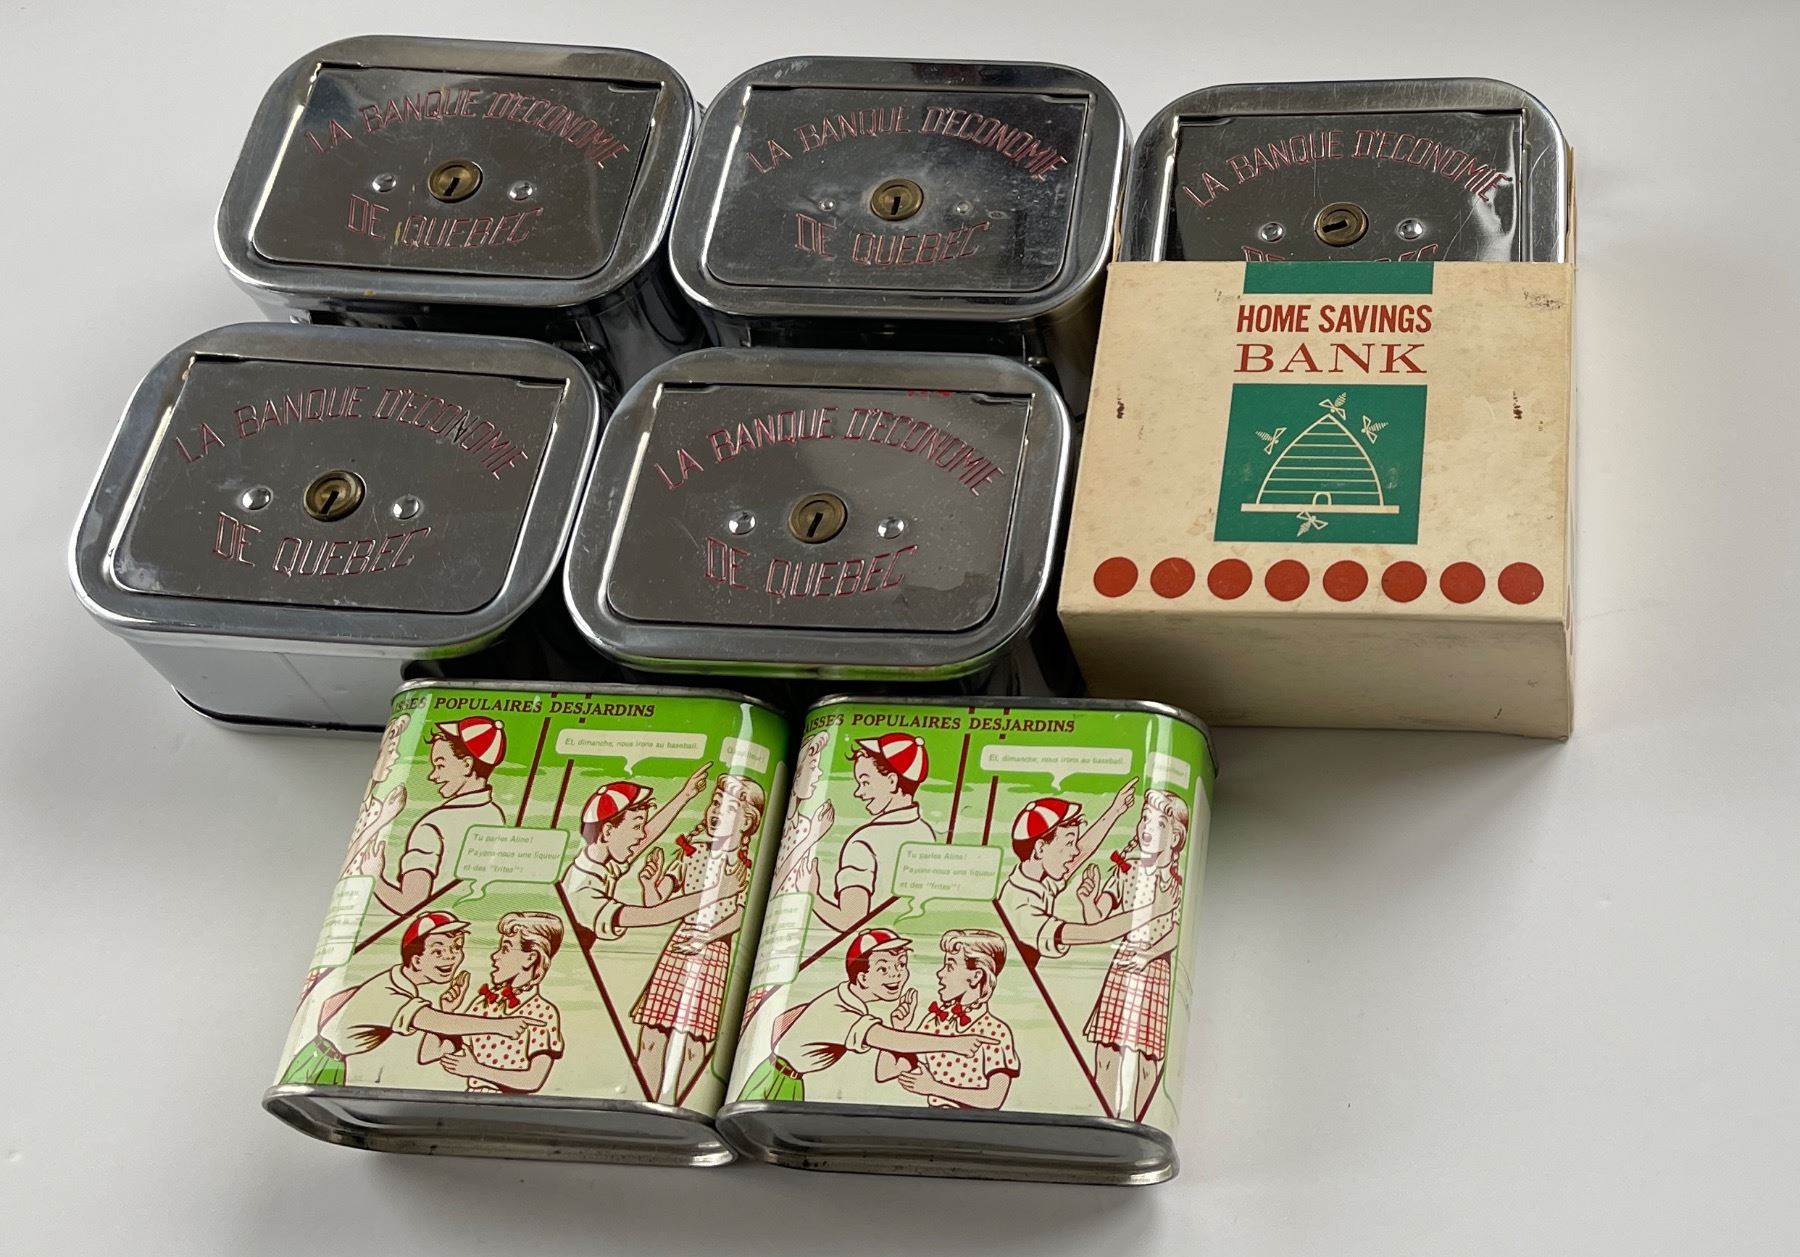 LA BANQUE D'ECONOMIE
DE QUEBEC
LA BANQUE D'ECONOMIE
DE QUEBEC
LA BANQUE D'ECONOMIE
DE QUEBEC
HOME SAVINGS
BANK
LA BANQUE D'ECONOMIE
DE QUEBEC
LA BANQUE D'ECONOMIE
DE QUEBEC
POPULAIRES DESJARDINS
Et, dimanche, nous irons au baseball.
Tu parles Aline!
Payons-nous une liqueur
et des "frites"!
POPULAIRES DESJARDINS
Et, dimanche, nous irons au baseball.
Tu parles Aline!
Payons-nous une liqueur
et des "frites"!